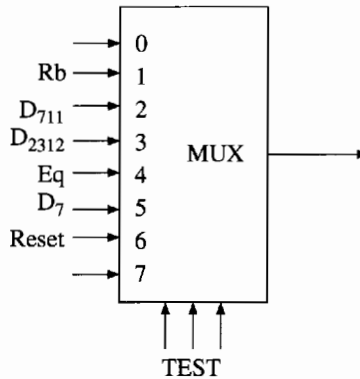 0
Rb 1
D₇₁₁ 2
D₂₃₁₂ 3
MUX
Eq 4
D₇ 5
Reset 6
7
TEST